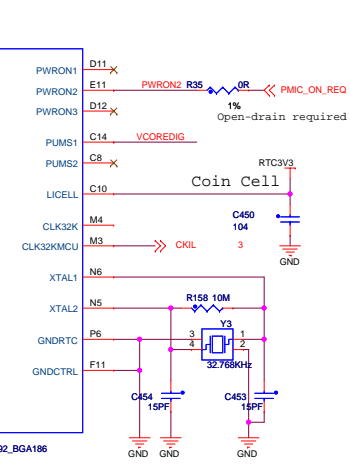 PWRON1 D11
PWRON2 E11 PWRON2 R35 0R PMIC_ON_REQ
PWRON3 D12 1%
Open-drain required
PUMS1 C14 VCOREDIG
PUMS2 C8
RTC3V3
LICELL C10 Coin Cell
C450
104
CLK32K M4
CLK32KMCU M3 CKIL 3
GND
XTAL1 N6
XTAL2 N5 R158 10M
Y3
GNDRTC P6 3 1
4 2
32.768KHz
GNDCTRL F11
C454 C453
15PF 15PF
GND GND GND
92_BGA186